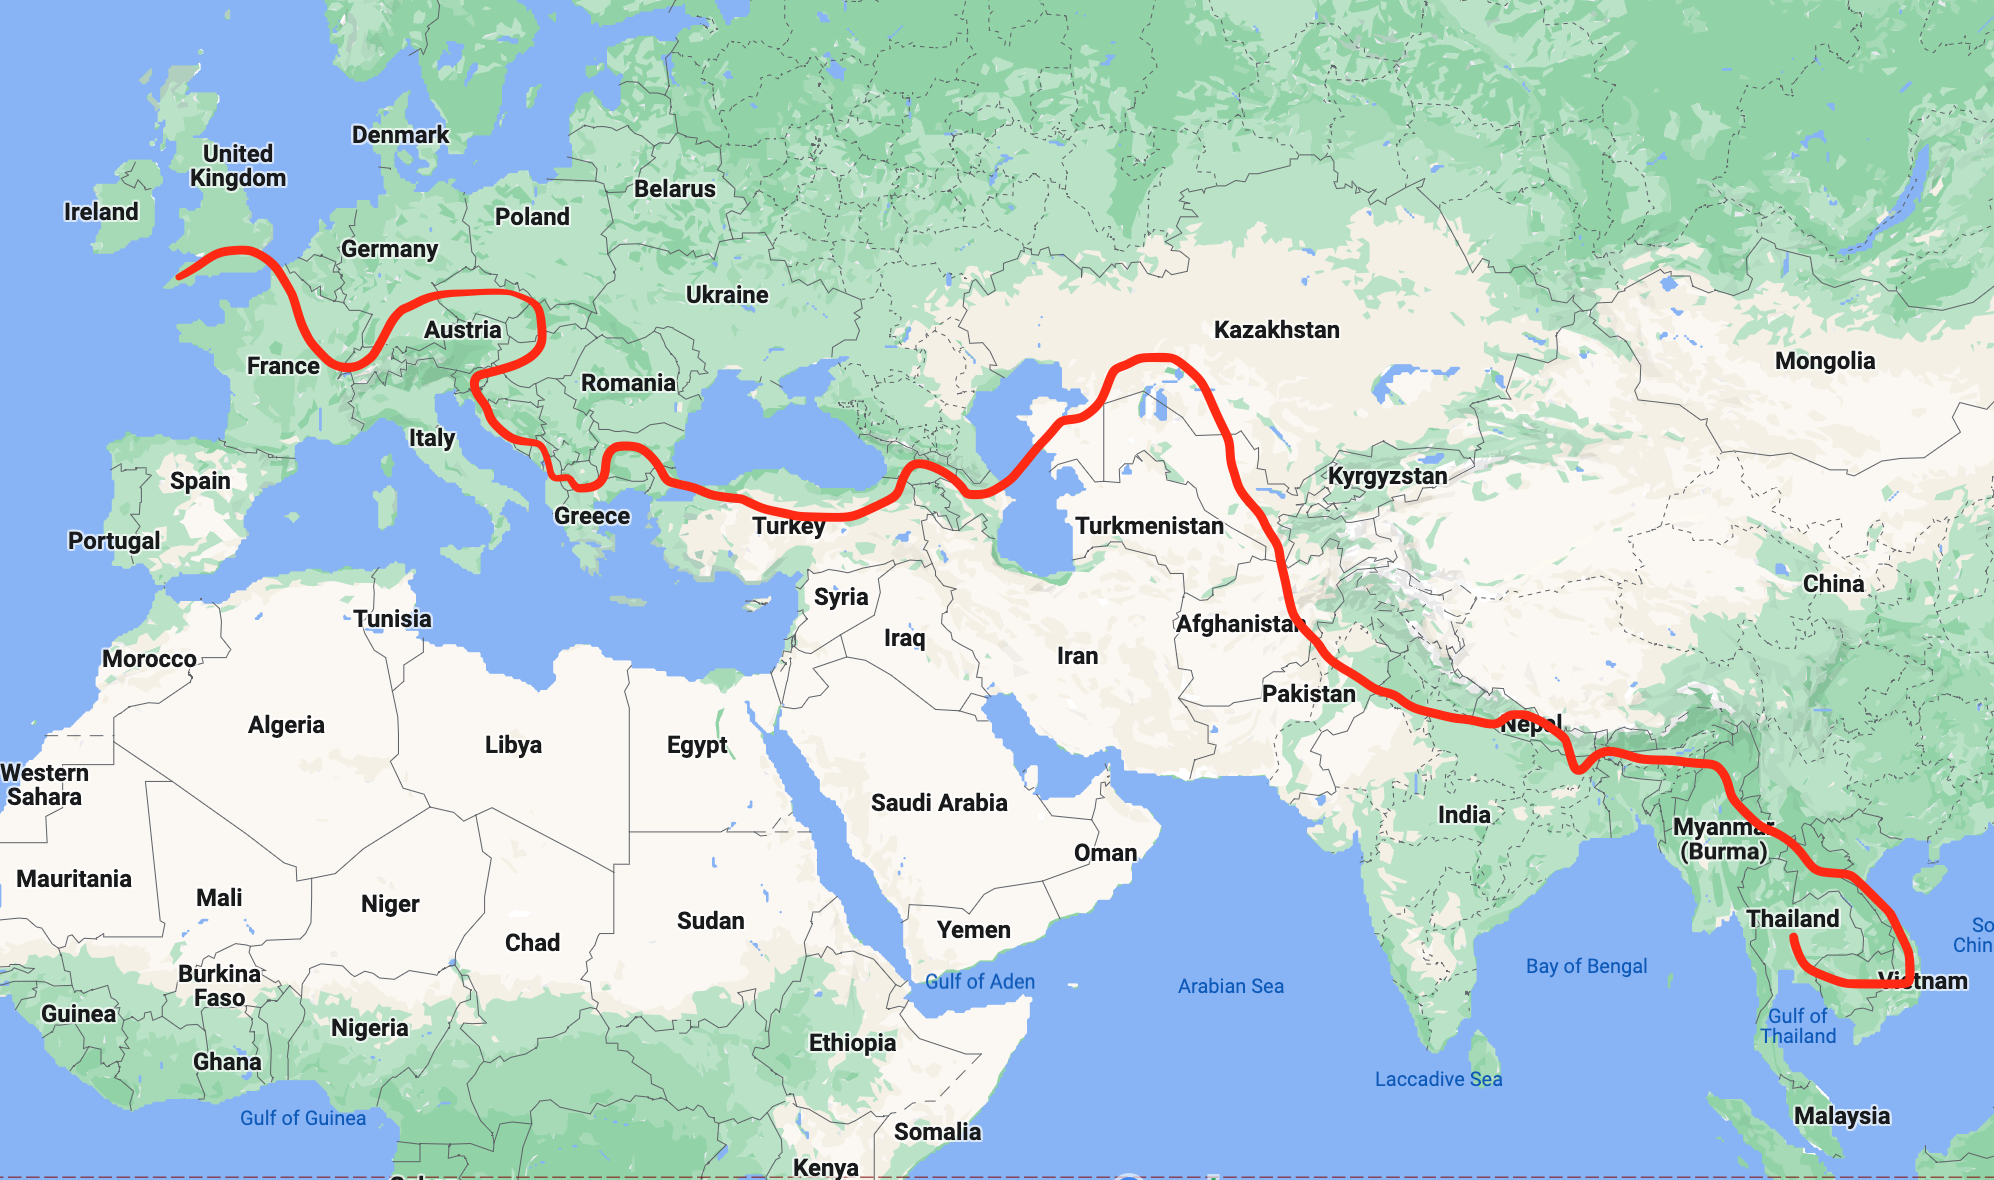 Denmark
United
Kingdom
Belarus
Ireland
Poland
Germany
Ukraine
Austria
Kazakhstan
France
Mongolia
Romania
Italy
Spain
Kyrgyzstan
Greece
Turkey
Turkmenistan
Portugal
China
Syria
Tunisia
Afghanistan
Iraq
Morocco
Iran
Pakistan
Algeria
Libya
Egypt
Nepal
Western
Sahara
Saudi Arabia
India
Myanmar
(Burma)
Oman
Mauritania
Mali
Niger
Sudan
Thailand
Chad
Yemen
So
Chin
Burkina
Faso
Gulf of Aden
Arabian Sea
Bay of Bengal
Vietnam
Guinea
Nigeria
Gulf of
Thailand
Ethiopia
Ghana
Laccadive Sea
Gulf of Guinea
Malaysia
Somalia
Kenya